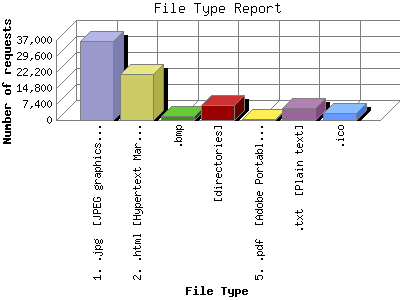 File Type Report
Number of requests
37,000
29,600
22,200
14,800
7,400
0
1. .jpg [JPEG graphics...
2. .html [Hypertext Mar...
.bmp
[directories]
5. .pdf [Adobe Portabl...
.txt [Plain text]
.ico
File Type